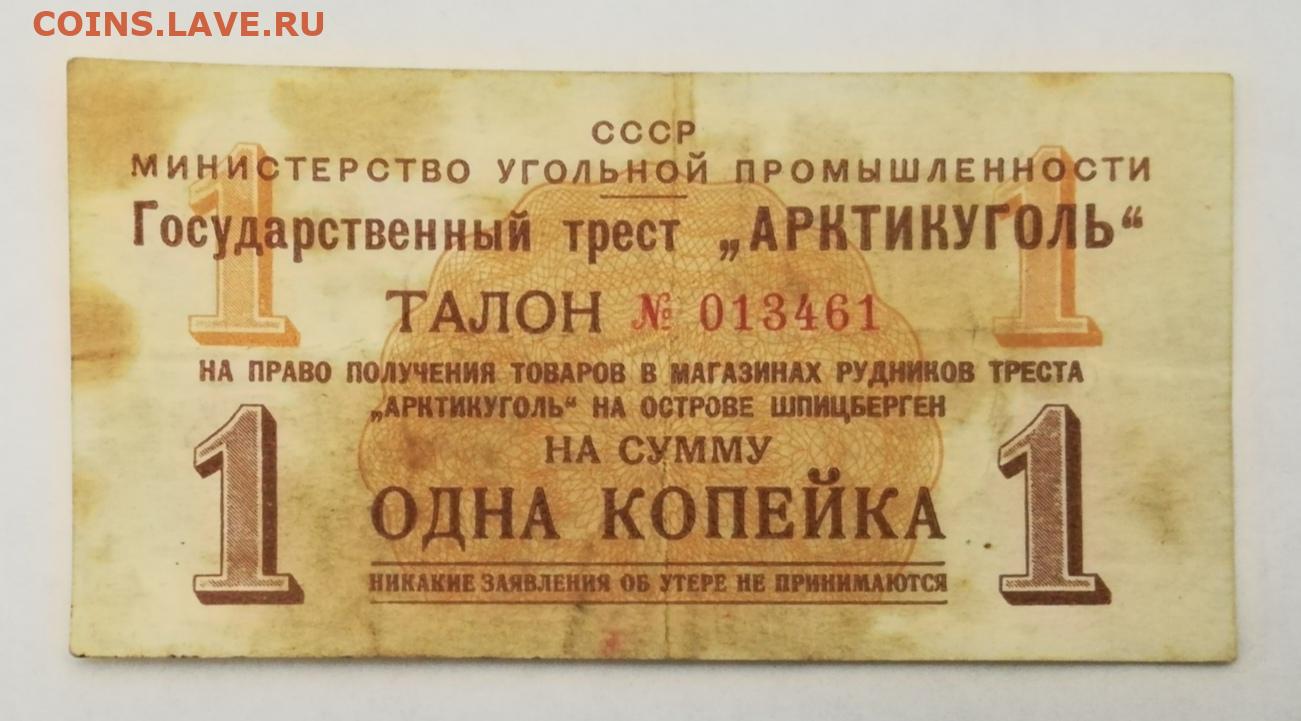 COINS.LAVE.RU
СССР
МИНИСТЕРСТВО УГОЛЬНОЙ ПРОМЫШЛЕННОСТИ
Государственный трест „АРКТИКУГОЛЬ“
1 1
ТАЛОН № 013461
НА ПРАВО ПОЛУЧЕНИЯ ТОВАРОВ В МАГАЗИНАХ РУДНИКОВ ТРЕСТА
„АРКТИКУГОЛЬ“ НА ОСТРОВЕ ШПИЦБЕРГЕН
НА СУММУ
1 ОДНА КОПЕЙКА 1
НИКАКИЕ ЗАЯВЛЕНИЯ ОБ УТЕРЕ НЕ ПРИНИМАЮТСЯ